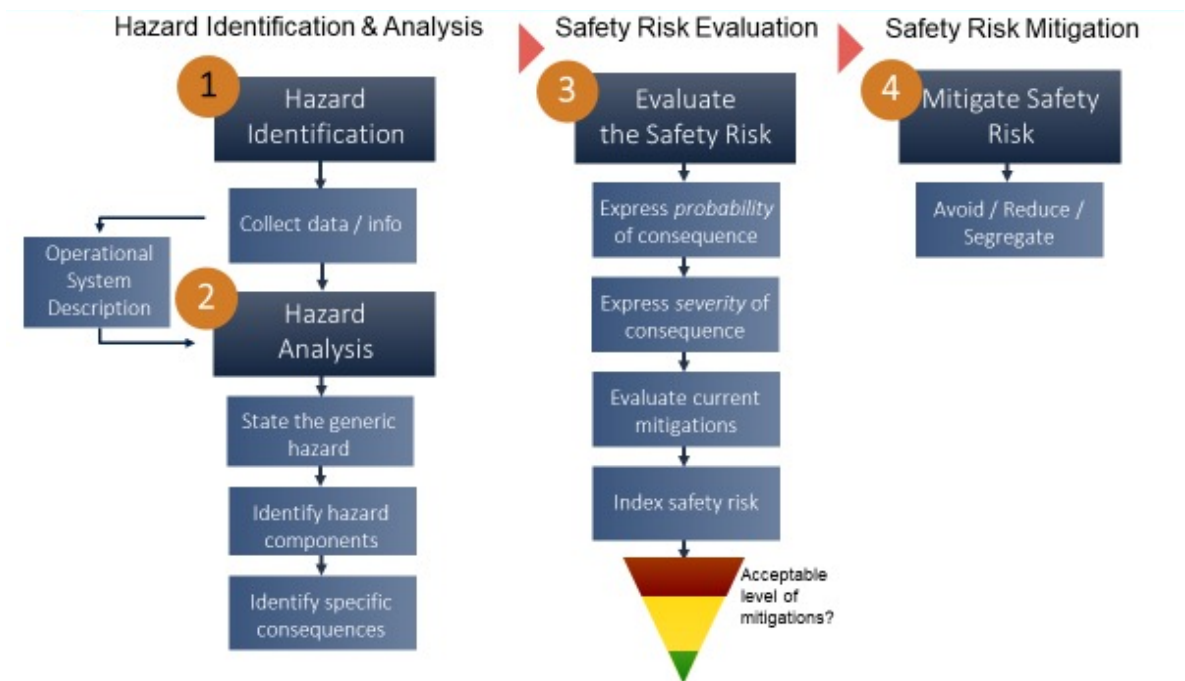 Hazard Identification & Analysis
Safety Risk Evaluation
Safety Risk Mitigation
1
Hazard
Identification
Collect data / info
Operational
System
Description
2
Hazard
Analysis
State the generic
hazard
Identify hazard
components
Identify specific
consequences
3
Evaluate
the Safety Risk
Express probability
of consequence
Express severity of
consequence
Evaluate current
mitigations
Index safety risk
Acceptable
level of
mitigations?
4
Mitigate Safety
Risk
Avoid / Reduce /
Segregate